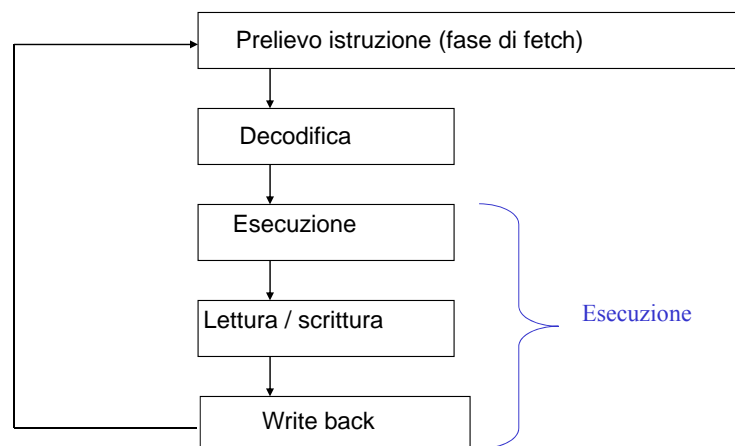 Prelievo istruzione (fase di fetch)
Decodifica
Esecuzione
Lettura / scrittura
Esecuzione
Write back